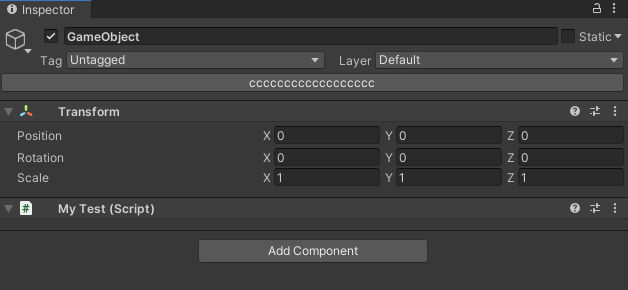 Inspector
GameObject Static
Tag Untagged Layer Default
cccccccccccccccccc
Transform
Position X 0 Y 0 Z 0
Rotation X 0 Y 0 Z 0
Scale X 1 Y 1 Z 1
# My Test (Script)
Add Component